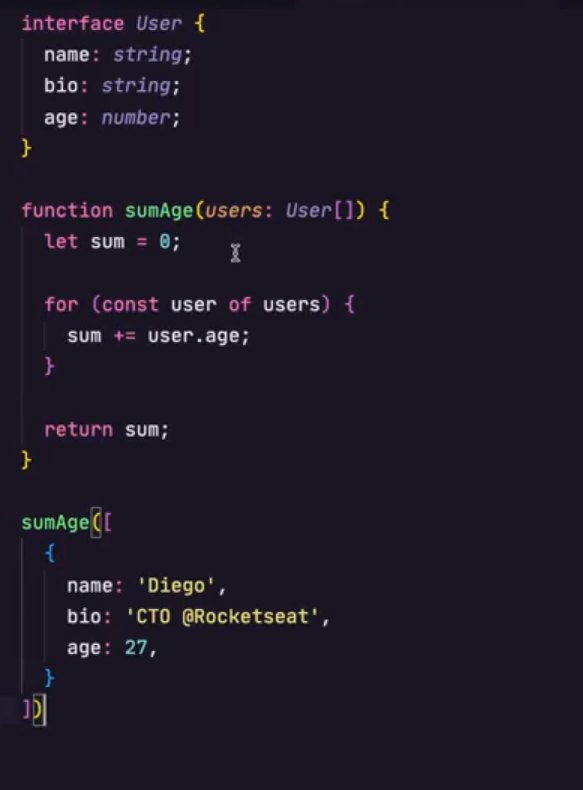 interface User {
  name: string;
  bio: string;
  age: number;
}

function sumAge(users: User[]) {
  let sum = 0;

  for (const user of users) {
    sum += user.age;
  }

  return sum;
}

sumAge([
  {
    name: 'Diego',
    bio: 'CTO @Rocketseat',
    age: 27,
  }
])